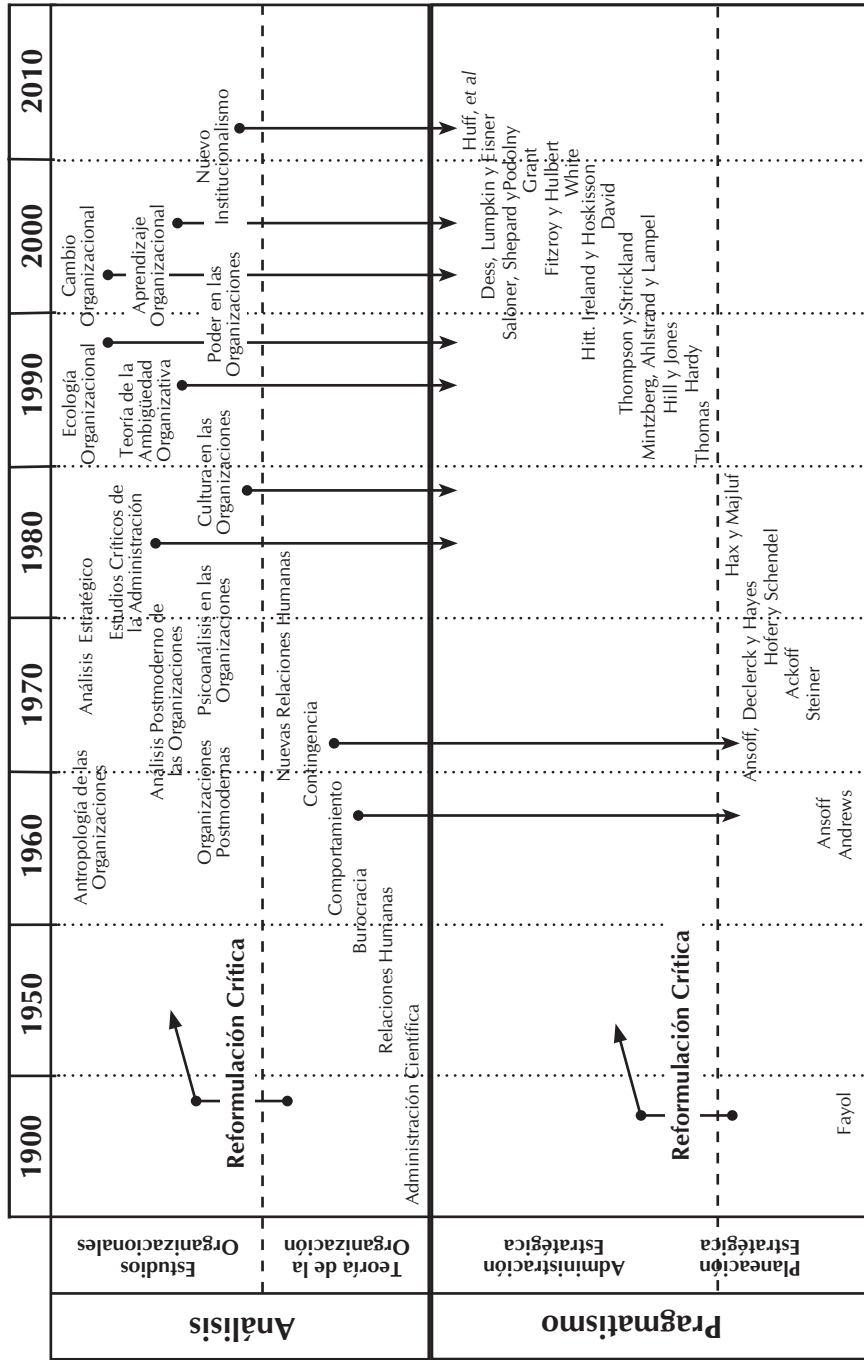 1900
1950
1960
1970
1980
1990
2000
2010
Análisis
Estudios
Organizacionales
Reformulación Crítica
Antropología de las
Organizaciones
Organizaciones
Postmodernas
Análisis Estratégico
Análisis Postmoderno de
las Organizaciones
Psicoanálisis en las
Organizaciones
Estudios Críticos de
la Administración
Cultura en las
Organizaciones
Ecología
Organizacional
Teoría de la
Ambigüedad
Organizativa
Poder en las
Organizaciones
Cambio
Organizacional
Aprendizaje
Organizacional
Nuevo
Institucionalismo
Teoría de la
Organización
Administración Científica
Relaciones Humanas
Burocracia
Comportamiento
Contingencia
Nuevas Relaciones Humanas
Pragmatismo
Administración
Estratégica
Reformulación Crítica
Huff, et al
Dess, Lumpkin y Eisner
Saloner, Shepard yPodolny
Grant
Fitzroy y Hulbert
White
Hitt. Ireland y Hoskisson
David
Thompson y Strickland
Mintzberg, Ahlstrand y Lampel
Hill y Jones
Hardy
Thomas
Planeación
Estratégica
Hax y Majluf
Ansoff, Declerck y Hayes
Hofer y Schendel
Ackoff
Steiner
Ansoff
Andrews
Fayol